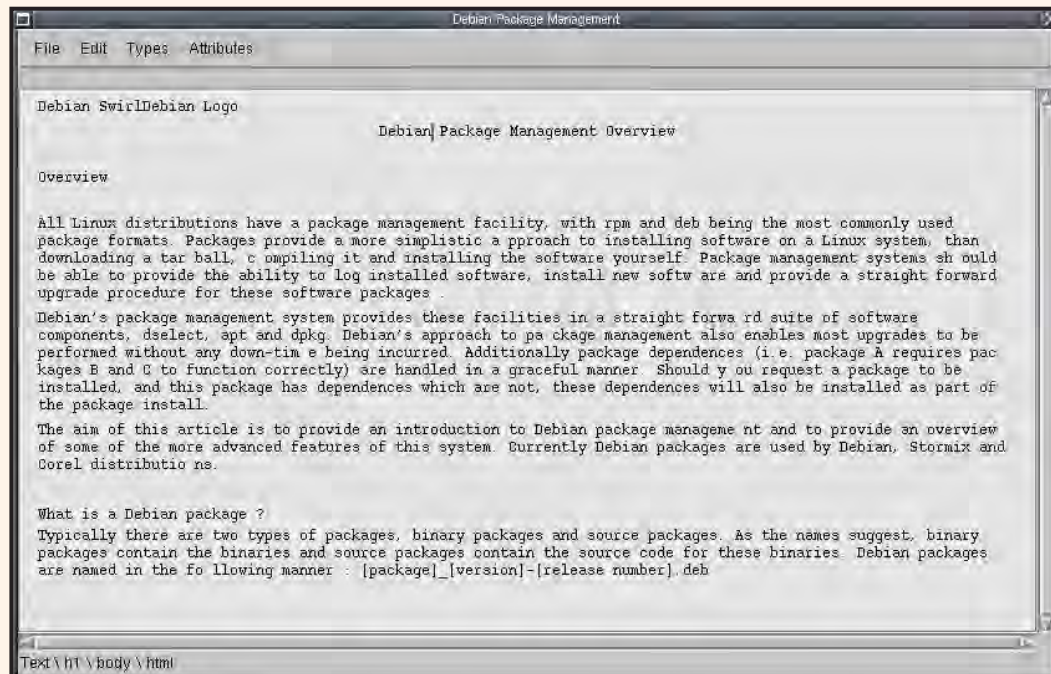 Debian Package Management
File Edit Types Attributes
Debian SwirlDebian Logo
Debian Package Management Overview
Overview
All Linux distributions have a package management facility, with rpm and deb being the most commonly used
package formats. Packages provide a more simplistic a pproach to installing software on a Linux system, than
downloading a tar ball, c ompiling it and installing the software yourself. Package management systems sh ould
be able to provide the ability to log installed software, install new softw are and provide a straight forward
upgrade procedure for these software packages .
Debian's package management system provides these facilities in a straight forwa rd suite of software
components, dselect, apt and dpkg. Debian's approach to pa ckage management also enables most upgrades to be
performed without any down-tim e being incurred. Additionally package dependences (i.e. package A requires pac
kages B and C to function correctly) are handled in a graceful manner. Should y ou request a package to be
installed, and this package has dependences which are not, these dependences will also be installed as part of
the package install.
The aim of this article is to provide an introduction to Debian package manageme nt and to provide an overview
of some of the more advanced features of this system. Currently Debian packages are used by Debian, Stormix and
Corel distributio ns.
What is a Debian package ?
Typically there are two types of packages, binary packages and source packages. As the names suggest, binary
packages contain the binaries and source packages contain the source code for these binaries. Debian packages
are named in the fo llowing manner : [package]_[version]-[release number].deb
Text \ h1 \ body \ html